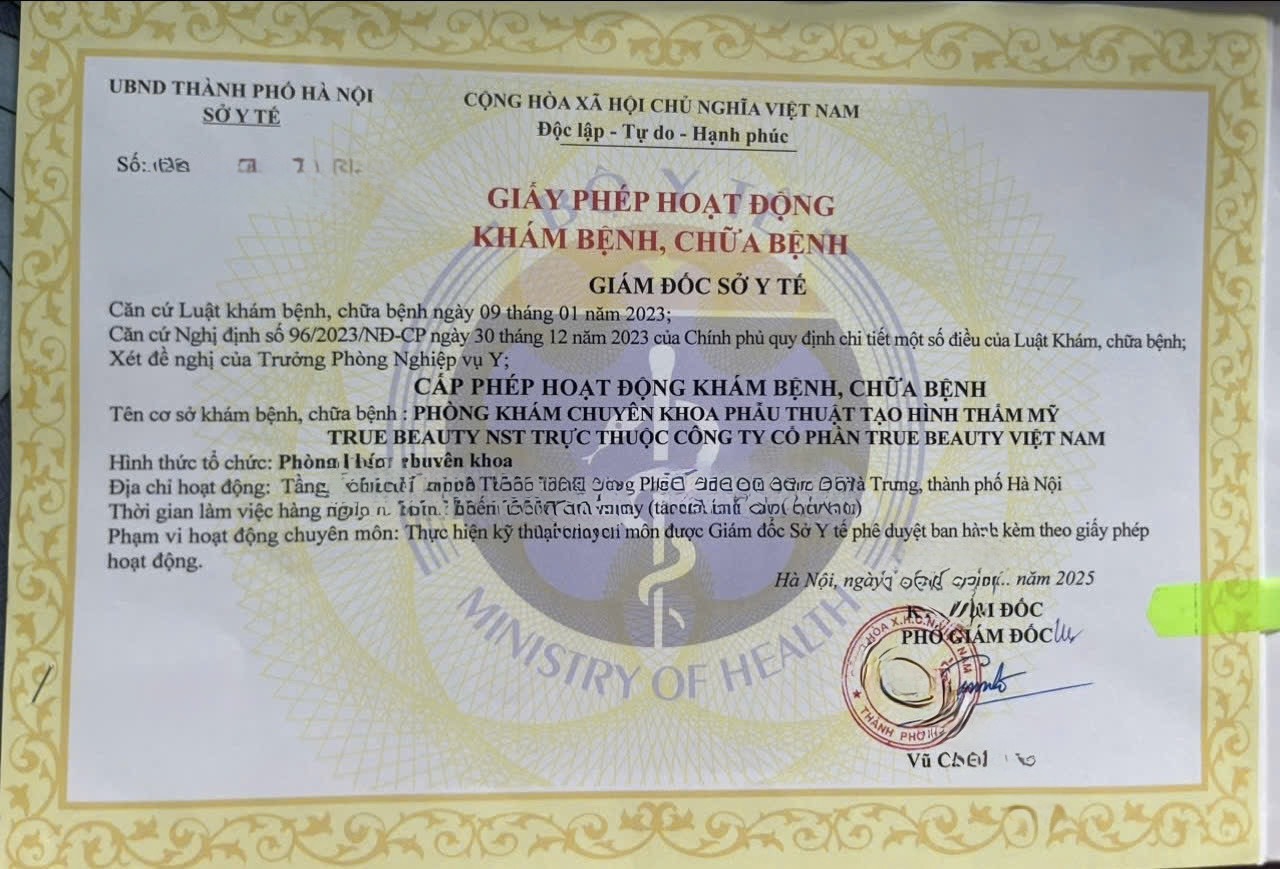 UBND THÀNH PHỐ HÀ NỘI
SỞ Y TẾ
Số:
CỘNG HÒA XÃ HỘI CHỦ NGHĨA VIỆT NAM
Độc lập - Tự do - Hạnh phúc
BỘ Y TẾ
GIẤY PHÉP HOẠT ĐỘNG
KHÁM BỆNH, CHỮA BỆNH
GIÁM ĐỐC SỞ Y TẾ
Căn cứ Luật khám bệnh, chữa bệnh ngày 09 tháng 01 năm 2023;
Căn cứ Nghị định số 96/2023/NĐ-CP ngày 30 tháng 12 năm 2023 của Chính phủ quy định chi tiết một số điều của Luật Khám, chữa bệnh;
Xét đề nghị của Trưởng Phòng Nghiệp vụ Y;
CẤP PHÉP HOẠT ĐỘNG KHÁM BỆNH, CHỮA BỆNH
Tên cơ sở khám bệnh, chữa bệnh : PHÒNG KHÁM CHUYÊN KHOA PHẪU THUẬT TẠO HÌNH THẨM MỸ
TRUE BEAUTY NST TRỰC THUỘC CÔNG TY CỔ PHẦN TRUE BEAUTY VIỆT NAM
Hình thức tổ chức: khoa
Địa chỉ hoạt động: Tầng Trưng, thành phố Hà Nội
Thời gian làm việc hàng
Phạm vi hoạt động chuyên môn: Thực hiện kỹ môn được Giám đốc Sở Y tế phê duyệt ban kèm theo giấy phép
hoạt động.
Hà Nội, năm 2025
ĐỐC
PHÓ GIÁM ĐỐC
THÀNH PHỐ
Vũ
MINISTRY OF HEALTH